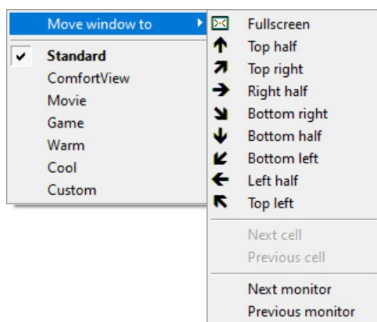 Move window to
Standard
ComfortView
Movie
Game
Warm
Cool
Custom
Fullscreen
Top half
Top right
Right half
Bottom right
Bottom half
Bottom left
Left half
Top left
Next cell
Previous cell
Next monitor
Previous monitor